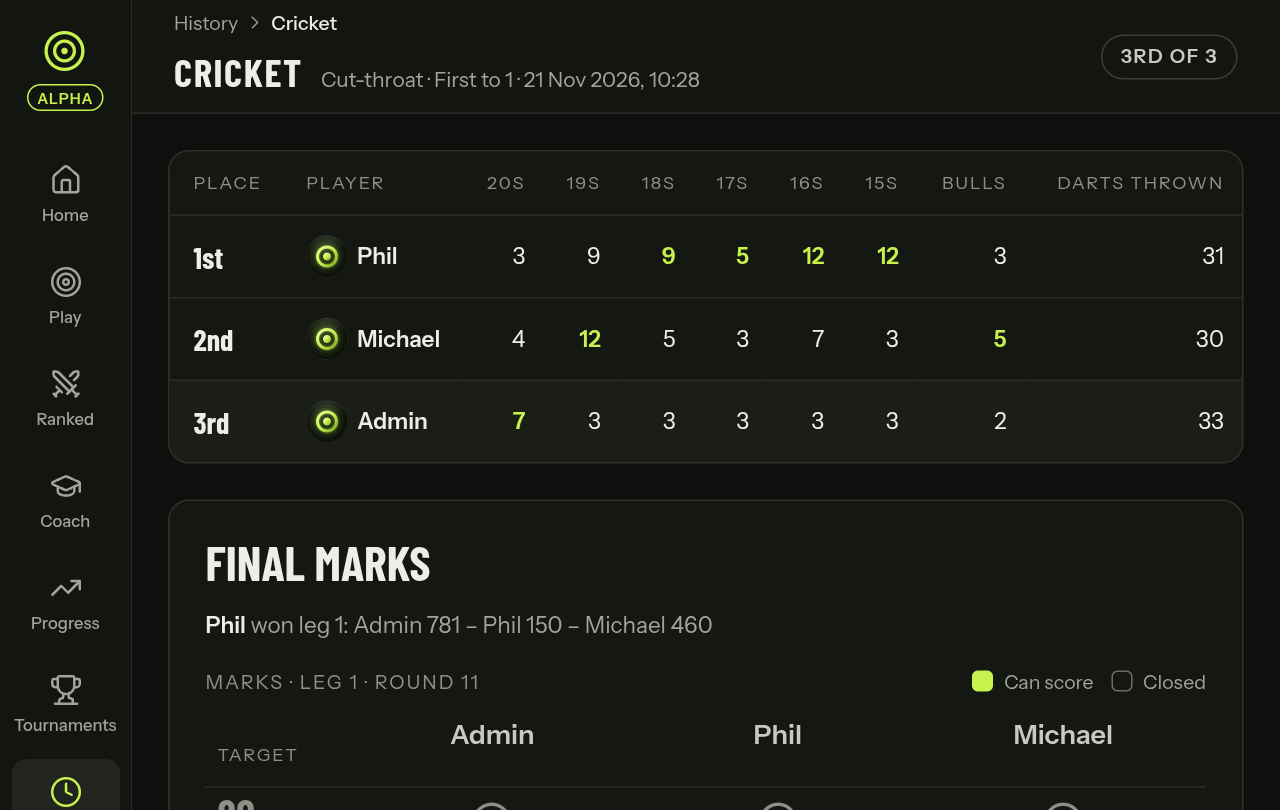 History > Cricket
CRICKET Cut-throat · First to 1 · 21 Nov 2026, 10:28
3RD OF 3
ALPHA
Home
Play
Ranked
Coach
Progress
Tournaments
PLACE PLAYER 20S 19S 18S 17S 16S 15S BULLS DARTS THROWN
1st Phil 3 9 9 5 12 12 3 31
2nd Michael 4 12 5 3 7 3 5 30
3rd Admin 7 3 3 3 3 3 2 33
FINAL MARKS
Phil won leg 1: Admin 781 – Phil 150 – Michael 460
MARKS · LEG 1 · ROUND 11
Can score Closed
TARGET Admin Phil Michael